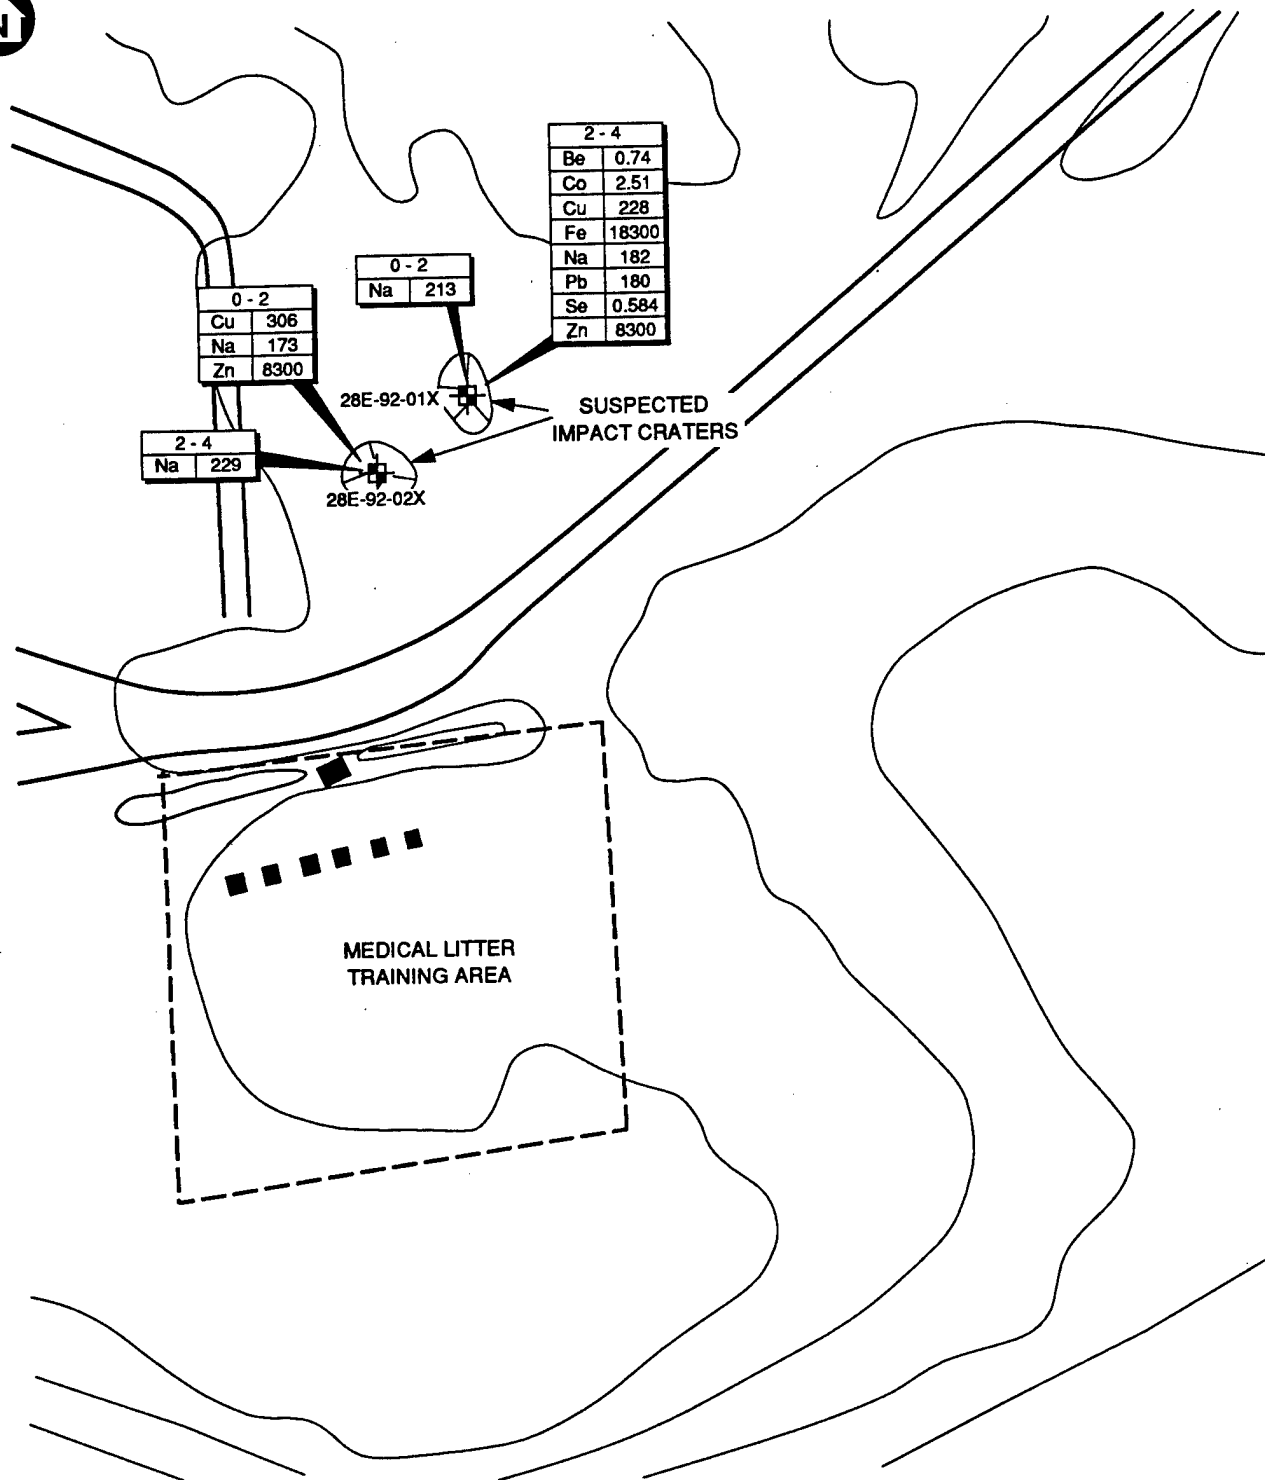 N
2 - 4
Be 0.74
Co 2.51
Cu 228
Fe 18300
Na 182
Pb 180
Se 0.584
Zn 8300
0 - 2
Na 213
0 - 2
Cu 306
Na 173
Zn 8300
28E-92-01X
SUSPECTED
IMPACT CRATERS
2 - 4
Na 229
28E-92-02X
MEDICAL LITTER
TRAINING AREA